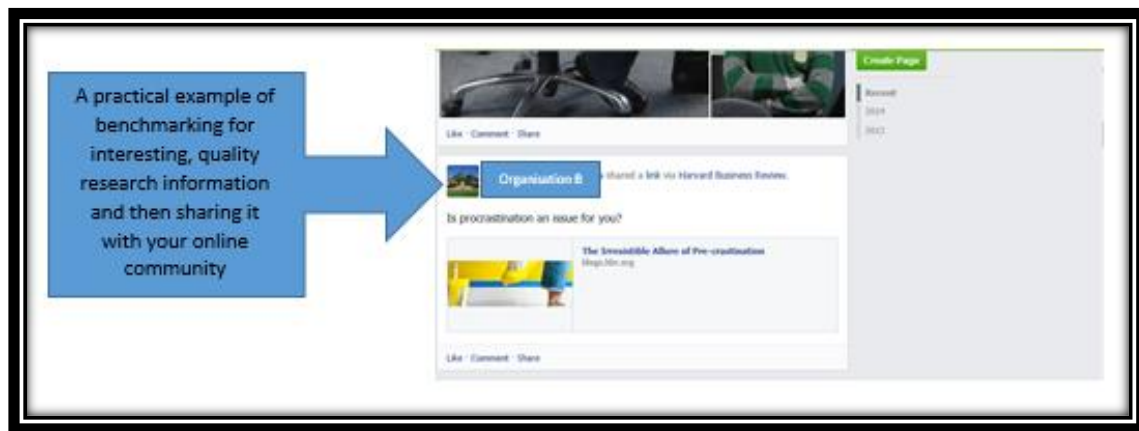 A practical example of
benchmarking for
interesting, quality
research information
and then sharing it
with your online
community
Create Page
Recent
2014
Like · Comment · Share
Organisation B shared a link via Harvard Business Review.
Is procrastination an issue for you?
The Irresistible Allure of Pre-crastination
blogs.hbr.org
Like · Comment · Share